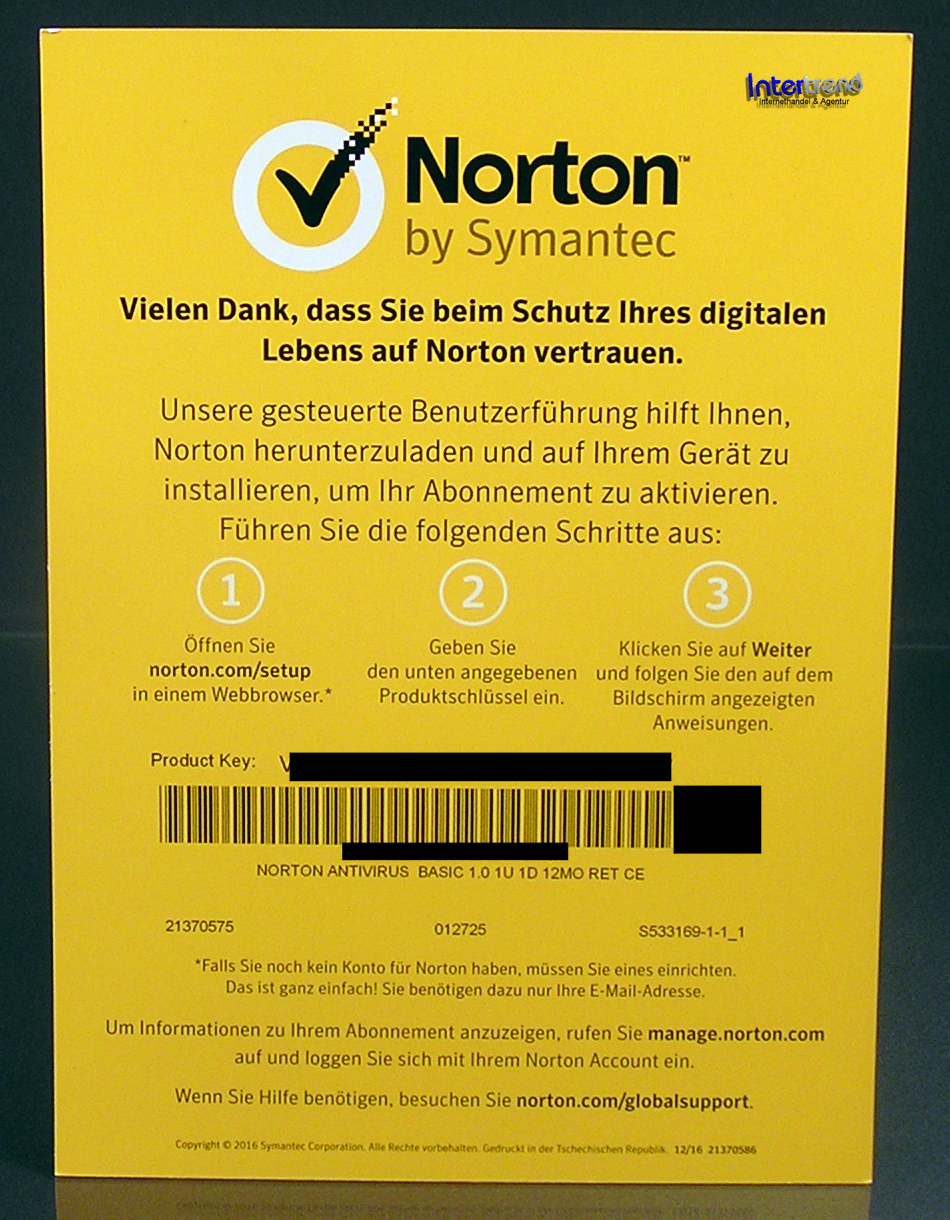 Intertrend
Internethandel & Agentur
Norton™
by Symantec
Vielen Dank, dass Sie beim Schutz Ihres digitalen
Lebens auf Norton vertrauen.
Unsere gesteuerte Benutzerführung hilft Ihnen,
Norton herunterzuladen und auf Ihrem Gerät zu
installieren, um Ihr Abonnement zu aktivieren.
Führen Sie die folgenden Schritte aus:
1
Öffnen Sie
norton.com/setup
in einem Webbrowser.*
2
Geben Sie
den unten angegebenen
Produktschlüssel ein.
3
Klicken Sie auf Weiter
und folgen Sie den auf dem
Bildschirm angezeigten
Anweisungen.
Product Key:
NORTON ANTIVIRUS BASIC 1.0 1U 1D 12MO RET CE
21370575 012725 S533169-1-1_1
*Falls Sie noch kein Konto für Norton haben, müssen Sie eines einrichten.
Das ist ganz einfach! Sie benötigen dazu nur Ihre E-Mail-Adresse.
Um Informationen zu Ihrem Abonnement anzuzeigen, rufen Sie manage.norton.com
auf und loggen Sie sich mit Ihrem Norton Account ein.
Wenn Sie Hilfe benötigen, besuchen Sie norton.com/globalsupport.
Copyright © 2016 Symantec Corporation. Alle Rechte vorbehalten. Gedruckt in der Tschechischen Republik. 12/16 21370586